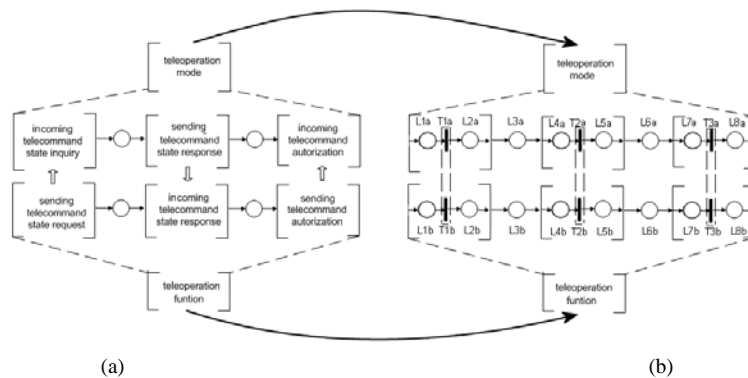 teleoperation
mode
incoming
telecommand
state inquiry
sending
telecommand
state response
incoming
telecommand
autorization
sending
telecommand
state request
incoming
telecommand
state response
sending
telecommand
autorization
teleoperation
funtion
(a)
teleoperation
mode
L1a T1a L2a L3a L4a T2a L5a L6a L7a T3a L8a
L1b T1b L2b L3b L4b T2b L5b L6b L7b T3b L8b
teleoperation
funtion
(b)